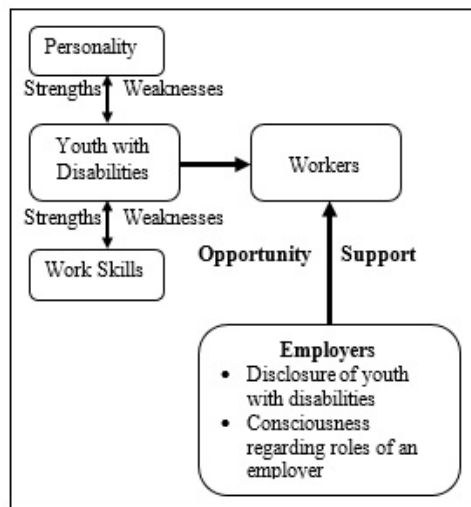 Personality
Strengths Weaknesses
Youth with
Disabilities
Workers
Strengths Weaknesses
Work Skills
Opportunity Support
Employers
• Disclosure of youth
with disabilities
• Consciousness
regarding roles of an
employer